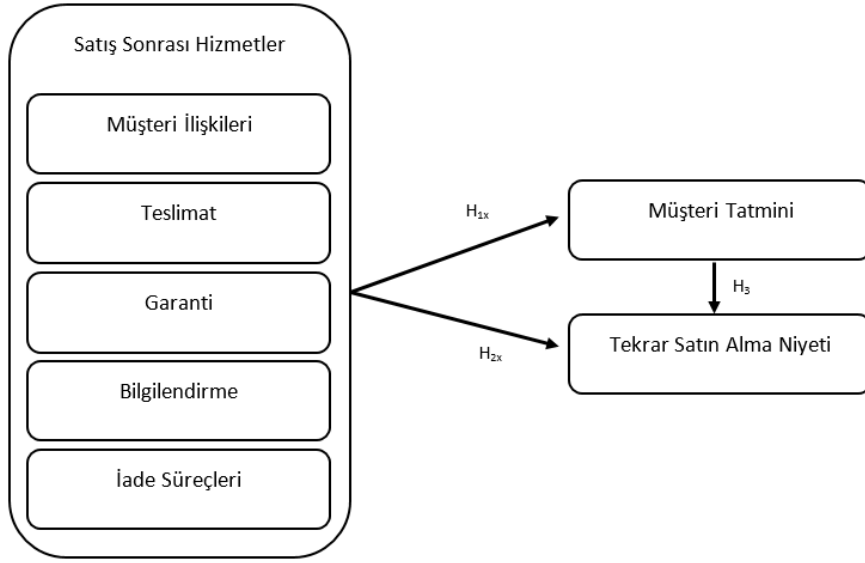 Satış Sonrası Hizmetler
Müşteri İlişkileri
Teslimat
Garanti
Bilgilendirme
İade Süreçleri
H1x
H2x
Müşteri Tatmini
H3
Tekrar Satın Alma Niyeti